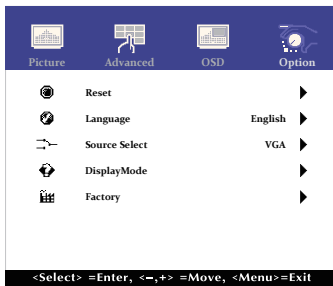 Picture Advanced OSD Option
Reset
Language English
Source Select VGA
DisplayMode
Factory
<Select> =Enter, <−,+> =Move, <Menu>=Exit